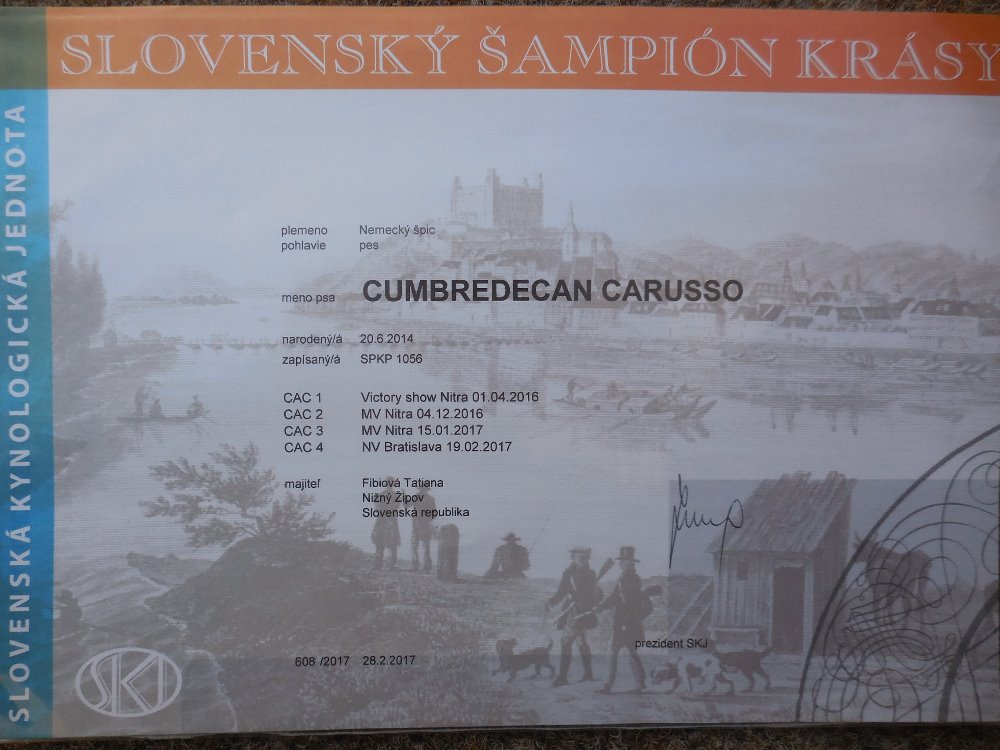 SLOVENSKÝ ŠAMPIÓN KRÁSY
SLOVENSKÁ KYNOLOGICKÁ JEDNOTA
plemeno Nemecký špic
pohlavie pes
meno psa CUMBREDECAN CARUSSO
narodený/á 20.6.2014
zapísaný/á SPKP 1056
CAC 1 Victory show Nitra 01.04.2016
CAC 2 MV Nitra 04.12.2016
CAC 3 MV Nitra 15.01.2017
CAC 4 NV Bratislava 19.02.2017
majiteľ Fibiová Tatiana
Nižný Žipov
Slovenská republika
prezident SKJ
608 /2017 28.2.2017
SKJ